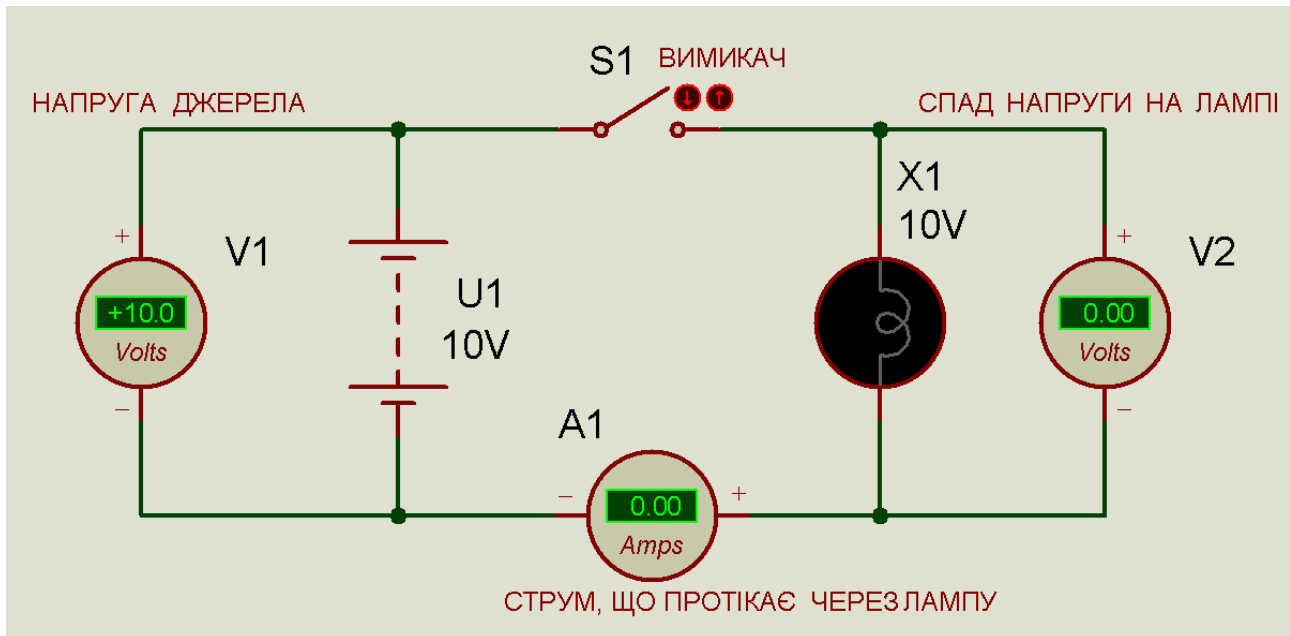 S1 ВИМИКАЧ
НАПРУГА ДЖЕРЕЛА
СПАД НАПРУГИ НА ЛАМПІ
X1
10V
+
V1
+10.0
Volts
−
U1
10V
+
V2
0.00
Volts
−
A1
−
+
0.00
Amps
СТРУМ, ЩО ПРОТІКАЄ ЧЕРЕЗ ЛАМПУ